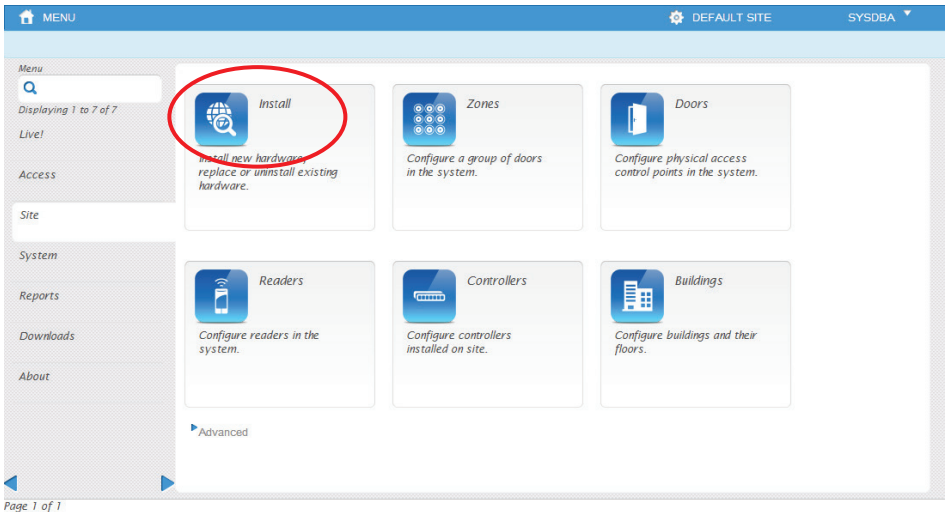 MENU
DEFAULT SITE
SYSDBA
Menu
Displaying 1 to 7 of 7
Live!
Access
Site
System
Reports
Downloads
About
Install
Install new hardware,
replace or uninstall existing
hardware.
Zones
Configure a group of doors
in the system.
Doors
Configure physical access
control points in the system.
Readers
Configure readers in the
system.
Controllers
Configure controllers
installed on site.
Buildings
Configure buildings and their
floors.
Advanced
Page 1 of 1